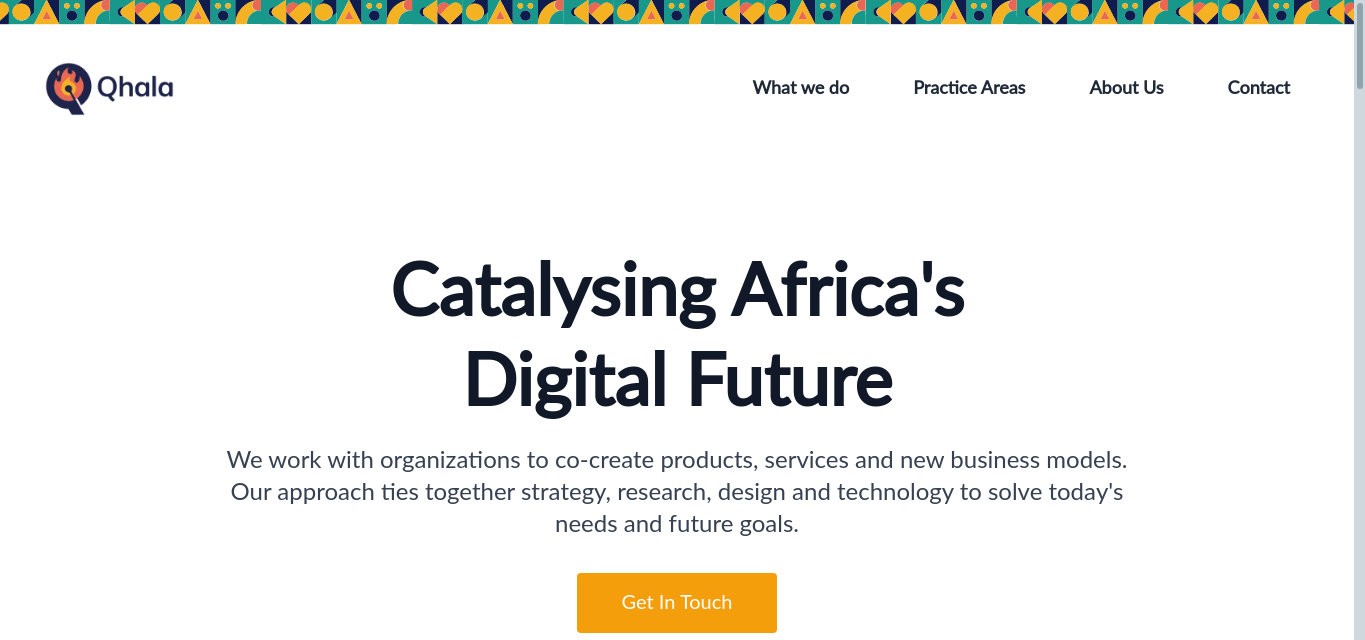 Qhala
What we do
Practice Areas
About Us
Contact
Catalysing Africa's
Digital Future
We work with organizations to co-create products, services and new business models.
Our approach ties together strategy, research, design and technology to solve today's
needs and future goals.
Get In Touch